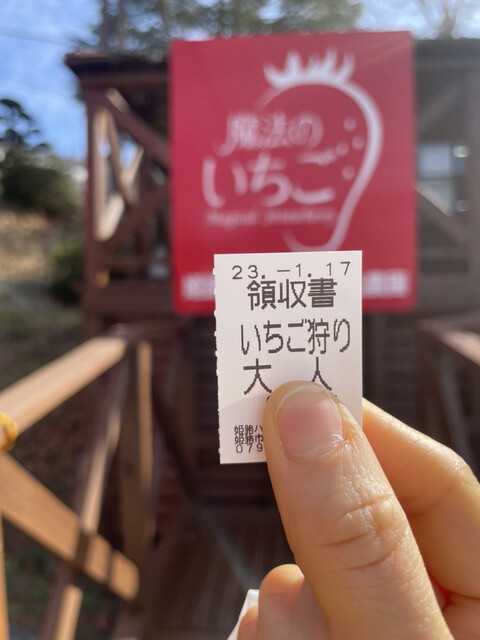 魔法の
いちご
Magical Strawberry
23.-1.17
領収書
いちご狩り
大 人
姫路ハ
姫路市
079